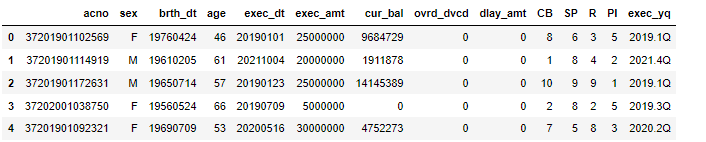 acno sex brth_dt age exec_dt exec_amt cur_bal ovrd_dvcd dlay_amt CB SP R PI exec_yq
0 37201901102569 F 19760424 46 20190101 25000000 9684729 0 0 8 6 3 5 2019.1Q
1 37201901114919 M 19610205 61 20211004 20000000 1911878 0 0 1 8 4 2 2021.4Q
2 37201901172631 M 19650714 57 20190123 25000000 14145389 0 0 10 9 9 1 2019.1Q
3 37202001038750 F 19560524 66 20190709 5000000 0 0 0 2 8 2 5 2019.3Q
4 37201901092321 F 19690709 53 20200516 30000000 4752273 0 0 7 5 8 3 2020.2Q